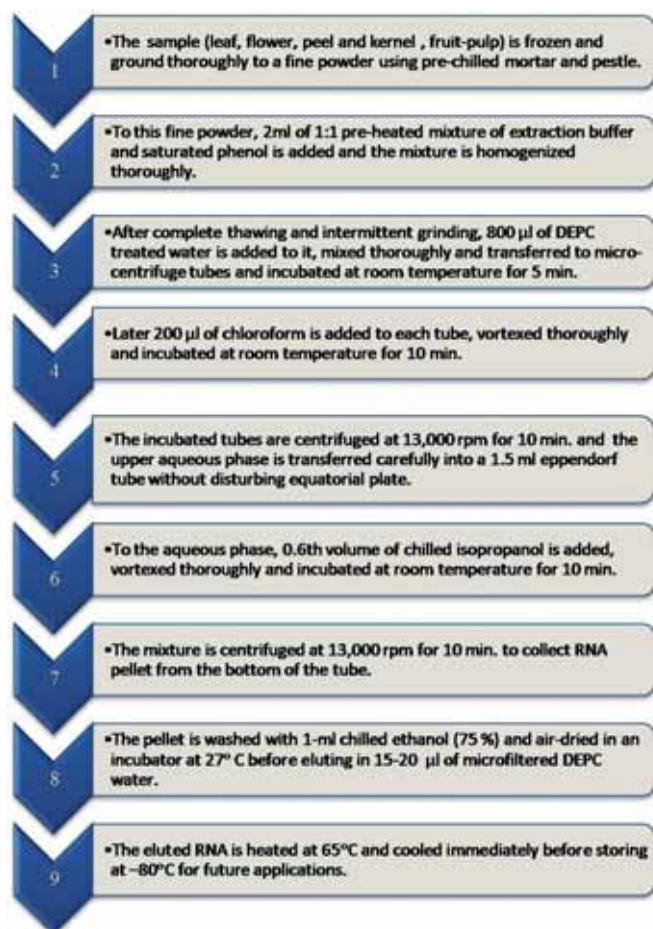 •The sample (leaf, flower, peel and kernel , fruit-pulp) is frozen and
ground thoroughly to a fine powder using pre-chilled mortar and pestle.
1
•To this fine powder, 2ml of 1:1 pre-heated mixture of extraction buffer
and saturated phenol is added and the mixture is homogenized
thoroughly.
2
•After complete thawing and intermittent grinding, 800 µl of DEPC
treated water is added to it, mixed thoroughly and transferred to micro-
centrifuge tubes and incubated at room temperature for 5 min.
3
•Later 200 µl of chloroform is added to each tube, vortexed thoroughly
and incubated at room temperature for 10 min.
4
•The incubated tubes are centrifuged at 13,000 rpm for 10 min. and the
upper aqueous phase is transferred carefully into a 1.5 ml eppendorf
tube without disturbing equatorial plate.
5
•To the aqueous phase, 0.6th volume of chilled isopropanol is added,
vortexed thoroughly and incubated at room temperature for 10 min.
6
•The mixture is centrifuged at 13,000 rpm for 10 min. to collect RNA
pellet from the bottom of the tube.
7
•The pellet is washed with 1-ml chilled ethanol (75 %) and air-dried in an
incubator at 27° C before eluting in 15-20 µl of microfiltered DEPC
water.
8
•The eluted RNA is heated at 65°C and cooled immediately before storing
at −80°C for future applications.
9